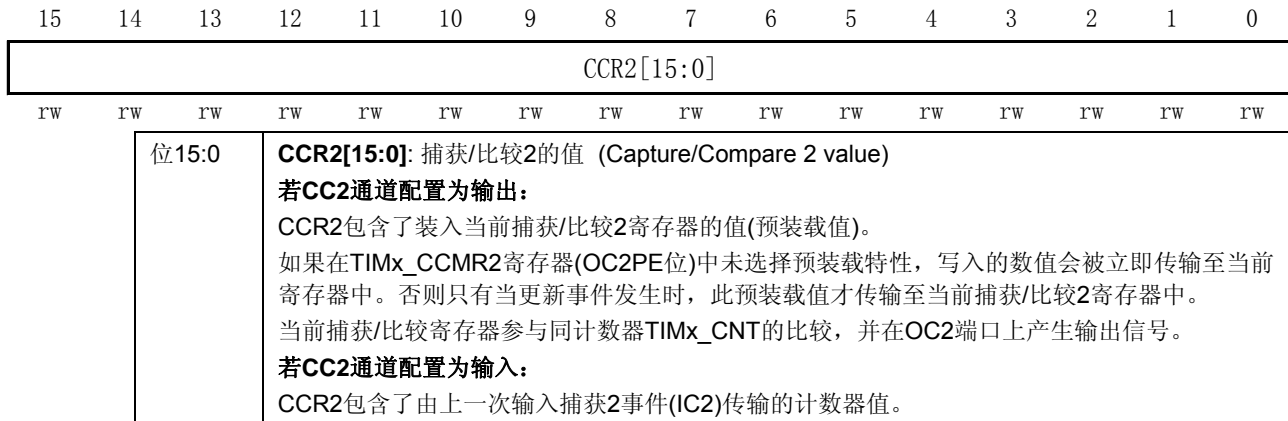 15 14 13 12 11 10 9 8 7 6 5 4 3 2 1 0
CCR2[15:0]
rw rw rw rw rw rw rw rw rw rw rw rw rw rw rw rw
位15:0 CCR2[15:0]: 捕获/比较2的值 (Capture/Compare 2 value)
若CC2通道配置为输出：
CCR2包含了装入当前捕获/比较2寄存器的值(预装载值)。
如果在TIMx_CCMR2寄存器(OC2PE位)中未选择预装载特性，写入的数值会被立即传输至当前
寄存器中。否则只有当更新事件发生时，此预装载值才传输至当前捕获/比较2寄存器中。
当前捕获/比较寄存器参与同计数器TIMx_CNT的比较，并在OC2端口上产生输出信号。
若CC2通道配置为输入：
CCR2包含了由上一次输入捕获2事件(IC2)传输的计数器值。